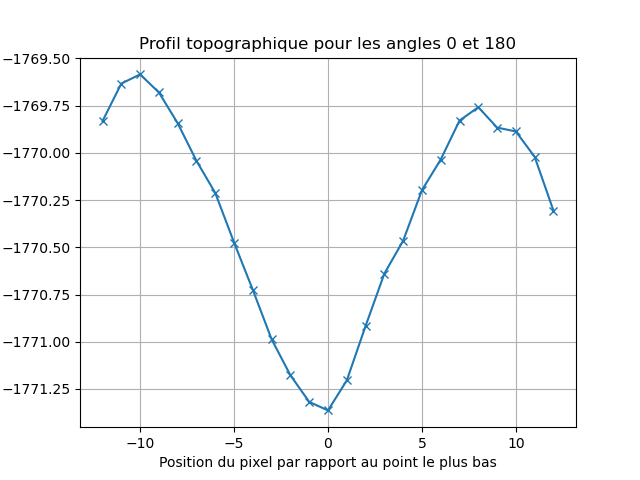 Profil topographique pour les angles 0 et 180
−1769.50
−1769.75
−1770.00
−1770.25
−1770.50
−1770.75
−1771.00
−1771.25
−10 −5 0 5 10
Position du pixel par rapport au point le plus bas